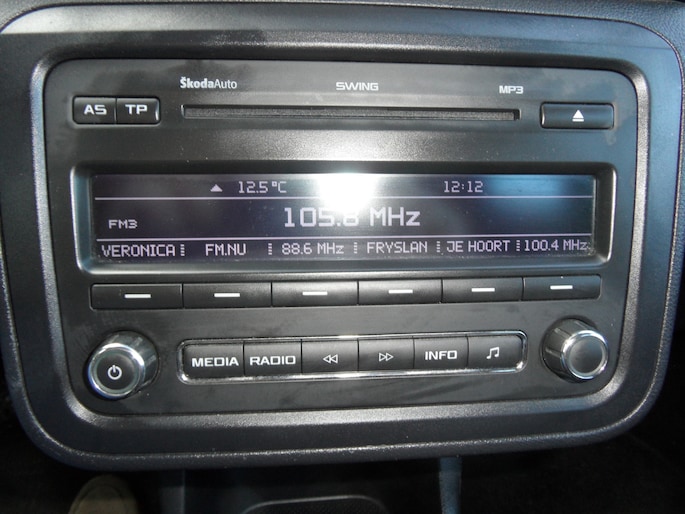 ŠkodaAuto SWING MP3
AS TP
12.5°C 12:12
FM3 105.8 MHz
VERONICA FM.NU 88.6 MHz FRYSLAN JE HOORT 100.4 MHz
MEDIA RADIO INFO